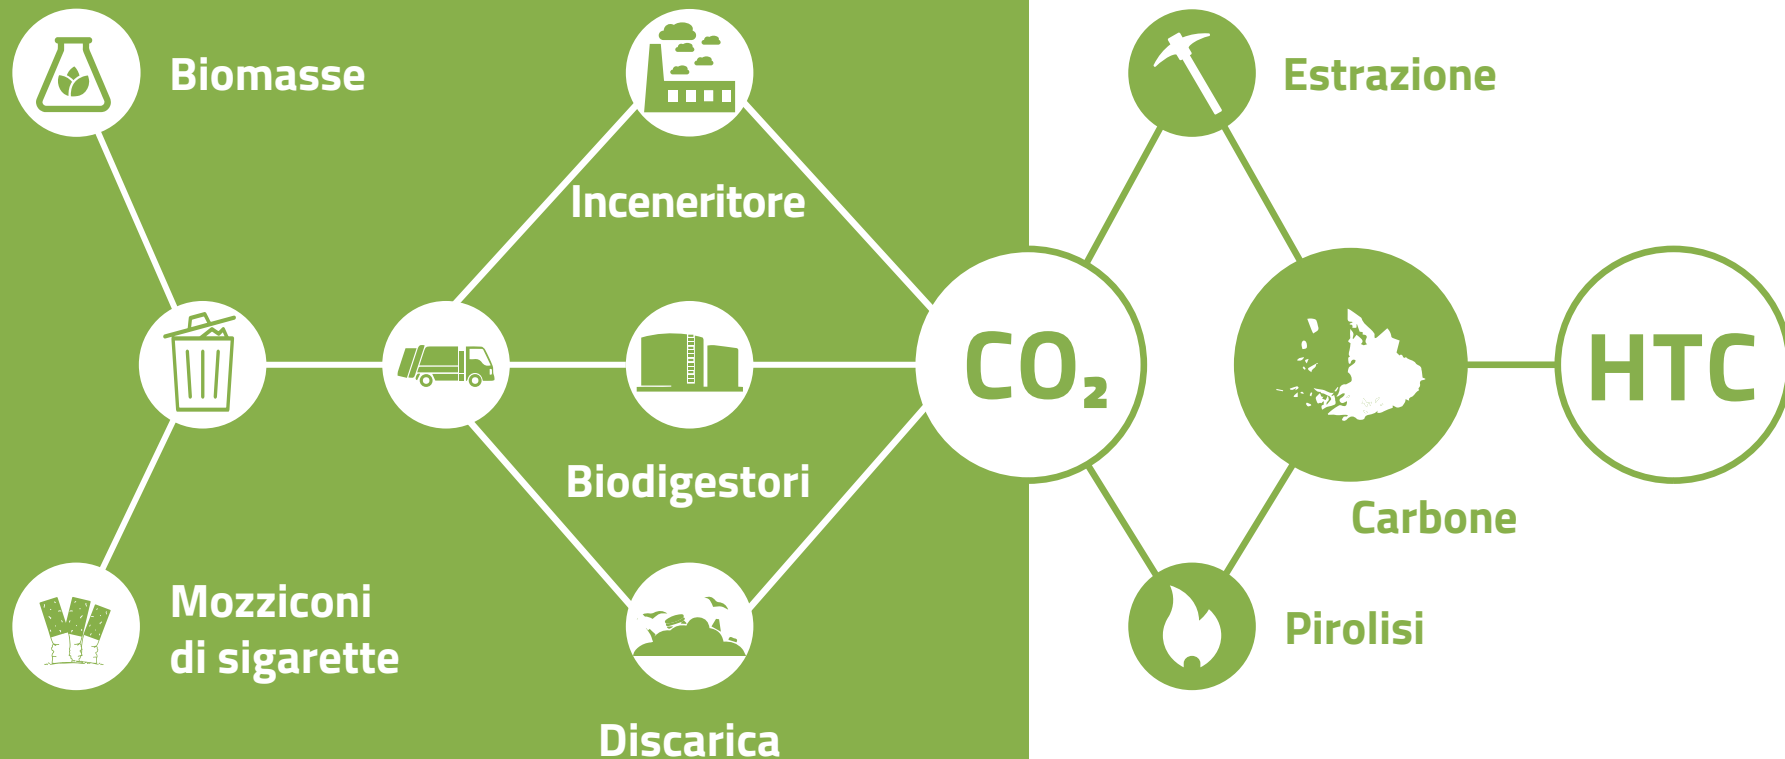 Biomasse
Inceneritore
Biodigestori
Mozziconi
di sigarette
Discarica
CO₂
Estrazione
Carbone
Pirolisi
HTC